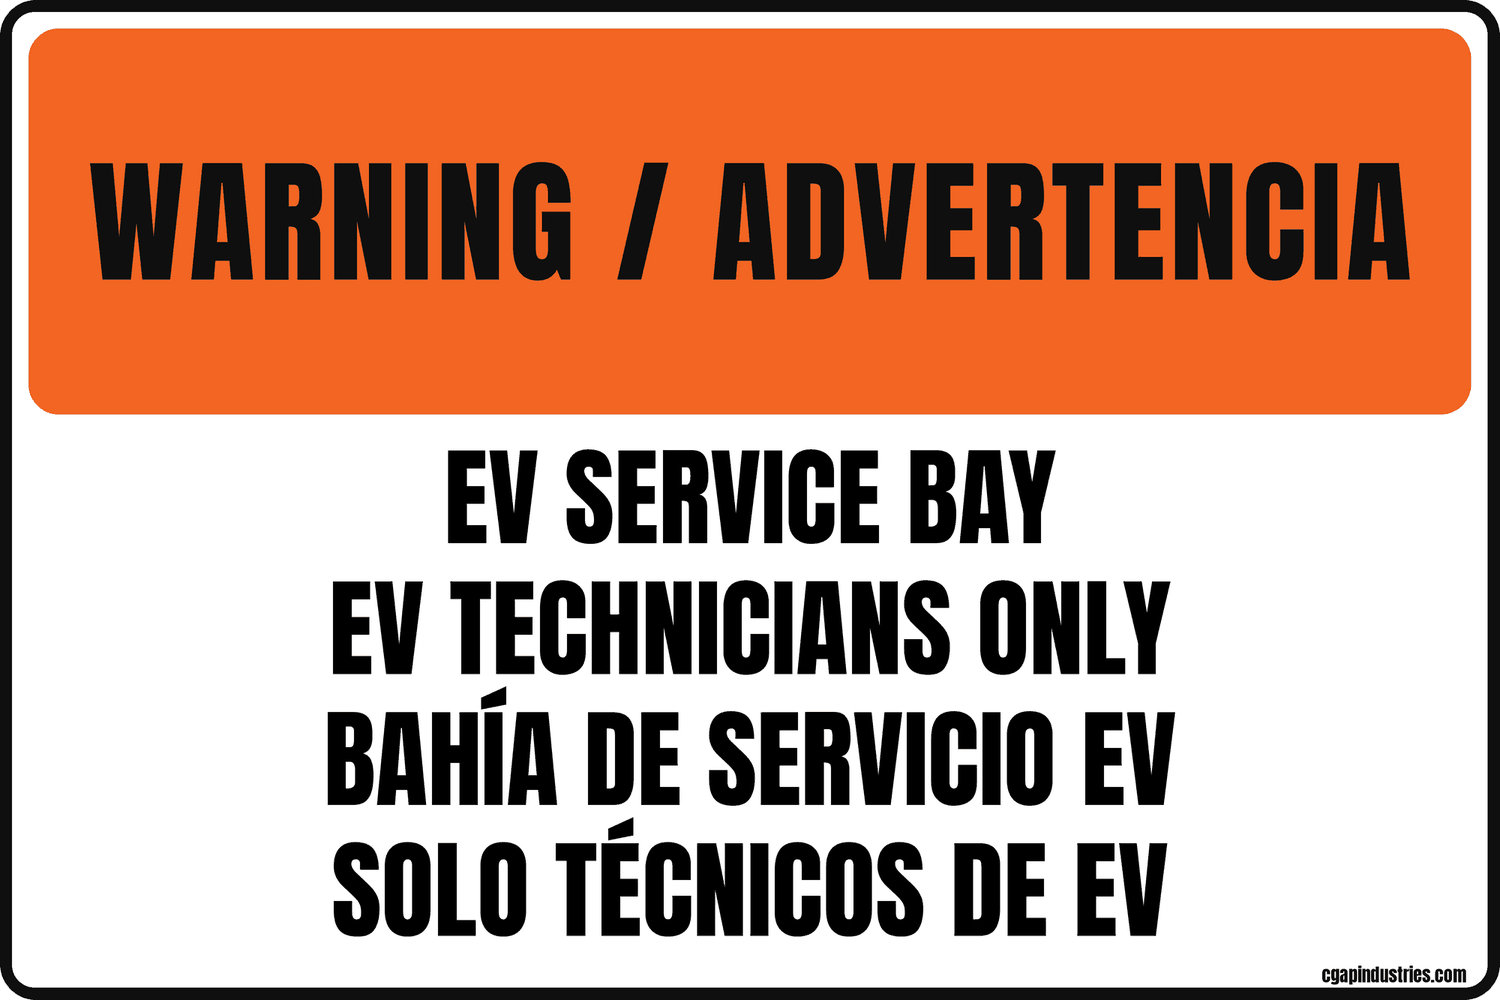 WARNING / ADVERTENCIA
EV SERVICE BAY
EV TECHNICIANS ONLY
BAHÍA DE SERVICIO EV
SOLO TÉCNICOS DE EV
cgapindustries.com